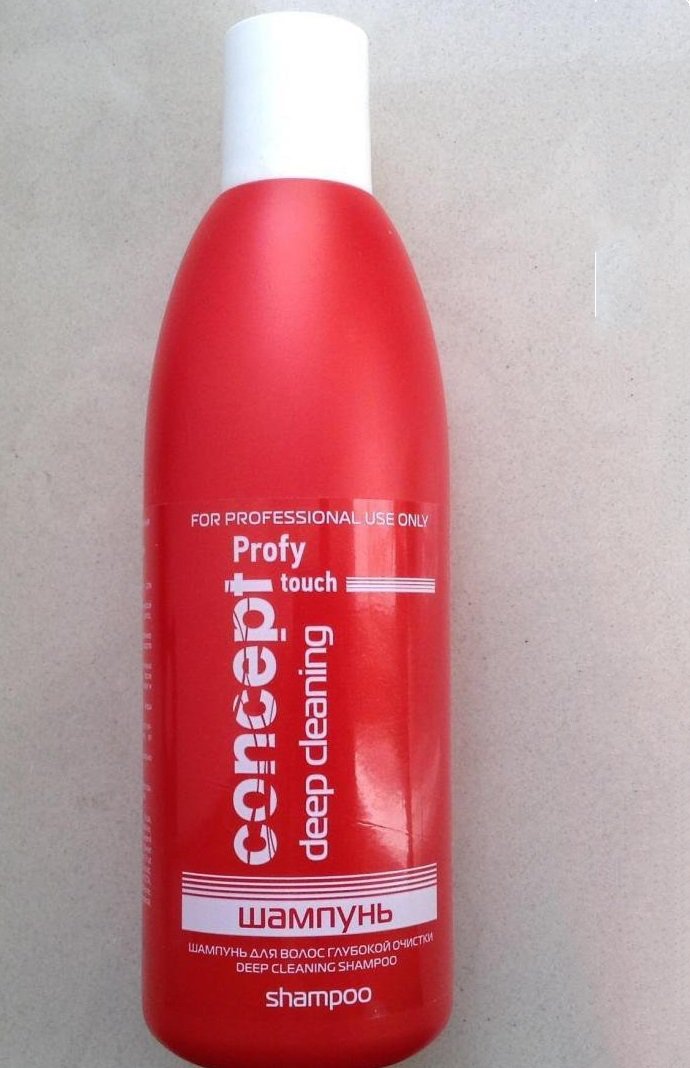 FOR PROFESSIONAL USE ONLY
Profy
touch
concept
deep cleaning
шампунь
ШАМПУНЬ ДЛЯ ВОЛОС ГЛУБОКОЙ ОЧИСТКИ
DEEP CLEANING SHAMPOO
shampoo